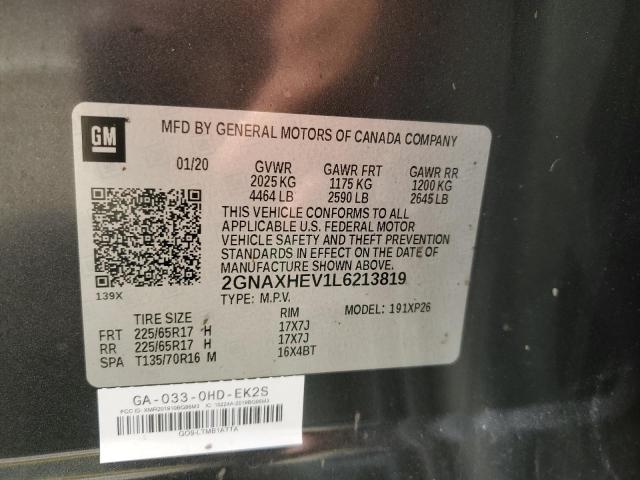 GM
MFD BY GENERAL MOTORS OF CANADA COMPANY
01/20 GVWR GAWR FRT GAWR RR
2025 KG 1175 KG 1200 KG
4464 LB 2590 LB 2645 LB
THIS VEHICLE CONFORMS TO ALL
APPLICABLE U.S. FEDERAL MOTOR
VEHICLE SAFETY AND THEFT PREVENTION
STANDARDS IN EFFECT ON THE DATE OF
MANUFACTURE SHOWN ABOVE.
139X
2GNAXHEV1L6213819
TYPE: M.P.V. MODEL: 191XP26
TIRE SIZE RIM
FRT 225/65R17 H 17X7J
RR 225/65R17 H 17X7J
SPA T135/70R16 M 16X4BT
GA-033-0HD-EK2S